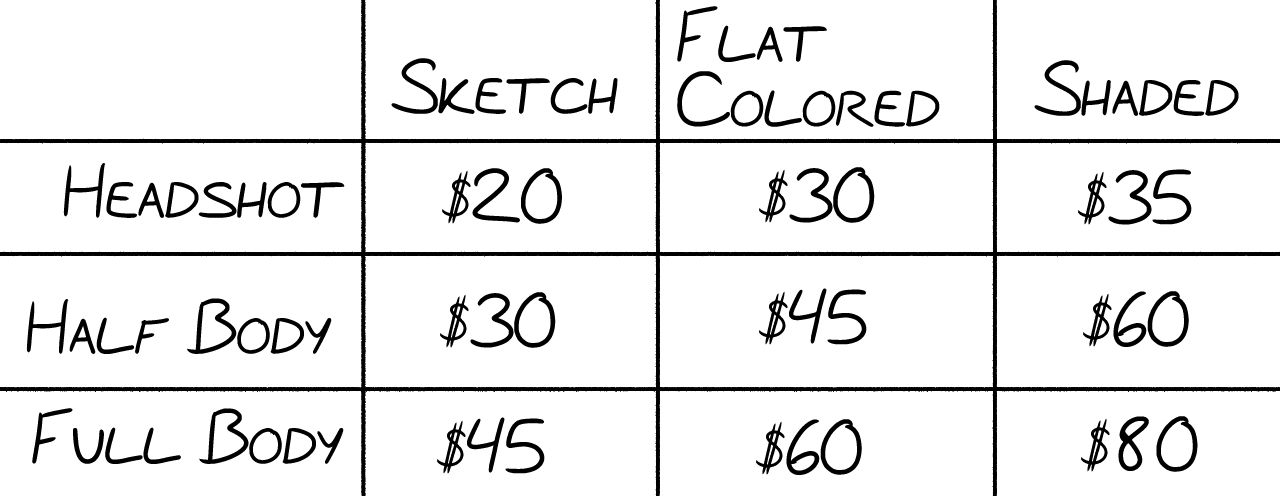 Sketch Flat Colored Shaded
Headshot $20 $30 $35
Half Body $30 $45 $60
Full Body $45 $60 $80